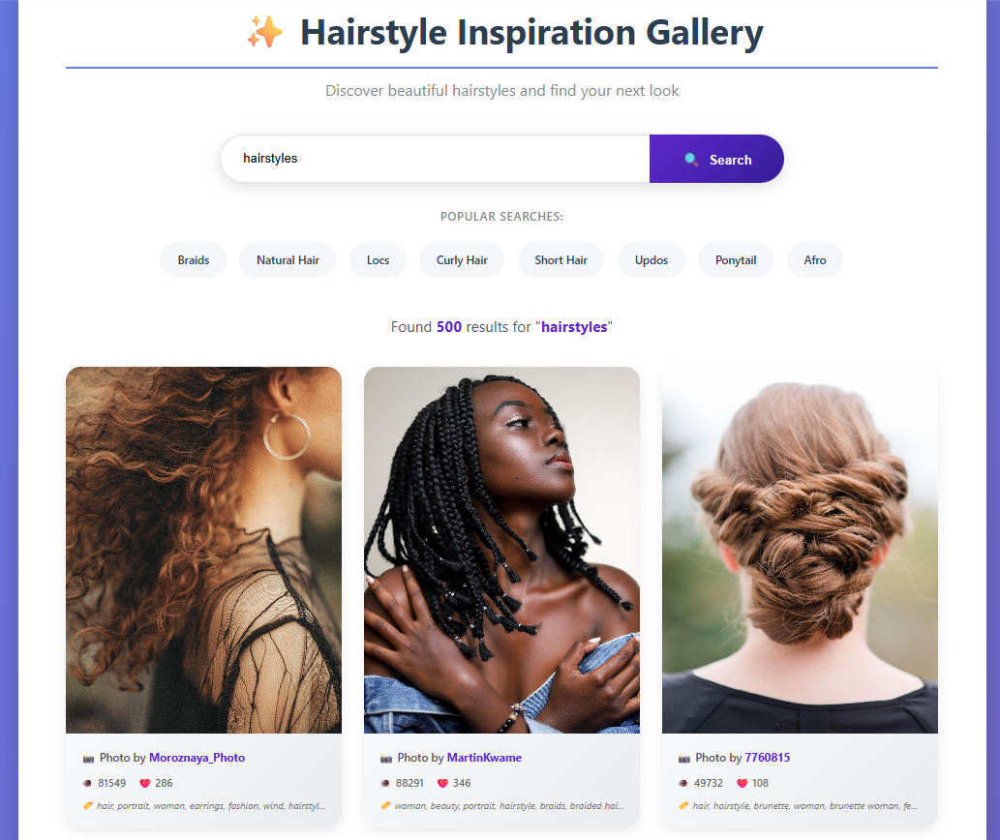 ✨ Hairstyle Inspiration Gallery
Discover beautiful hairstyles and find your next look
hairstyles
🔍 Search
POPULAR SEARCHES:
Braids Natural Hair Locs Curly Hair Short Hair Updos Ponytail Afro
Found 500 results for "hairstyles"
📸 Photo by Moroznaya_Photo
👁 81549 ❤️ 286
🏷️ hair, portrait, woman, earrings, fashion, wind, hairstyl...
📸 Photo by MartinKwame
👁 88291 ❤️ 346
🏷️ woman, beauty, portrait, hairstyle, braids, braided hai...
📸 Photo by 7760815
👁 49732 ❤️ 108
🏷️ hair, hairstyle, brunette, woman, brunette woman, fe...